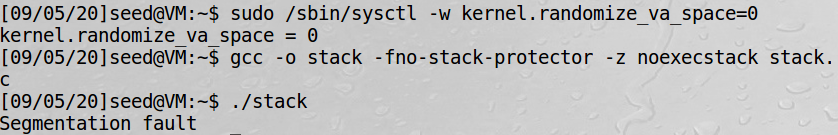 [09/05/20]seed@VM:~$ sudo /sbin/sysctl -w kernel.randomize_va_space=0
kernel.randomize_va_space = 0
[09/05/20]seed@VM:~$ gcc -o stack -fno-stack-protector -z noexecstack stack.
c
[09/05/20]seed@VM:~$ ./stack
Segmentation fault